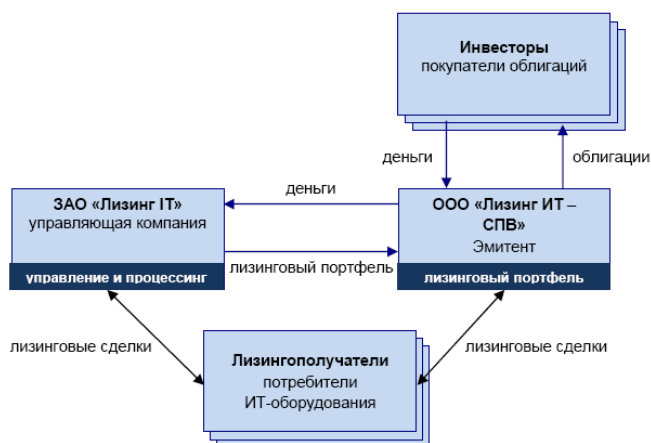 Инвесторы
покупатели облигаций
деньги
облигации
деньги
ЗАО «Лизинг IT»
управляющая компания
управление и процессинг
лизинговый портфель
ООО «Лизинг ИТ –
СПВ»
Эмитент
лизинговый портфель
лизинговые сделки
Лизингополучатели
потребители
ИТ-оборудования
лизинговые сделки